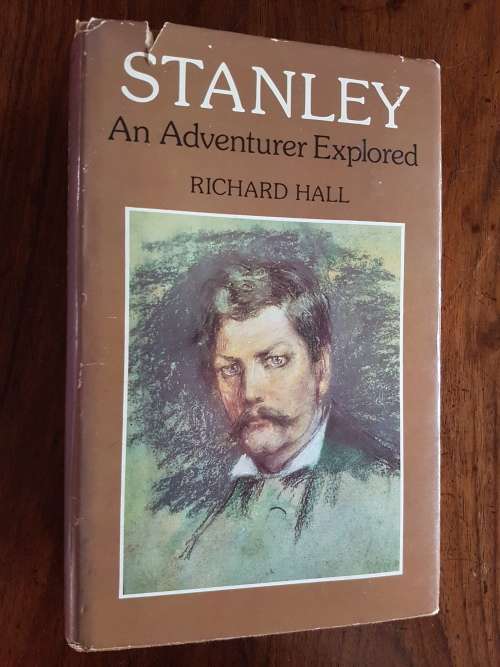 STANLEY
An Adventurer Explored
RICHARD HALL